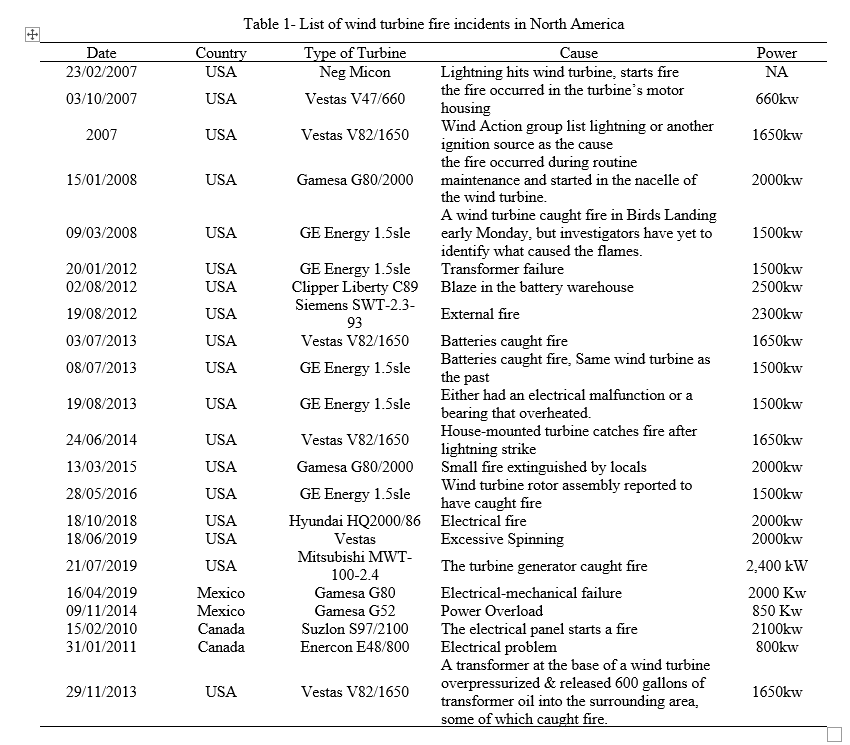 Table 1- List of wind turbine fire incidents in North America
Date Country Type of Turbine Cause Power
23/02/2007 USA Neg Micon Lightning hits wind turbine, starts fire NA
03/10/2007 USA Vestas V47/660 the fire occurred in the turbine's motor housing 660kw
2007 USA Vestas V82/1650 Wind Action group list lightning or another ignition source as the cause 1650kw
15/01/2008 USA Gamesa G80/2000 the fire occurred during routine maintenance and started in the nacelle of the wind turbine. 2000kw
09/03/2008 USA GE Energy 1.5sle A wind turbine caught fire in Birds Landing early Monday, but investigators have yet to identify what caused the flames. 1500kw
20/01/2012 USA GE Energy 1.5sle Transformer failure 1500kw
02/08/2012 USA Clipper Liberty C89 Blaze in the battery warehouse 2500kw
19/08/2012 USA Siemens SWT-2.3-93 External fire 2300kw
03/07/2013 USA Vestas V82/1650 Batteries caught fire 1650kw
08/07/2013 USA GE Energy 1.5sle Batteries caught fire, Same wind turbine as the past 1500kw
19/08/2013 USA GE Energy 1.5sle Either had an electrical malfunction or a bearing that overheated. 1500kw
24/06/2014 USA Vestas V82/1650 House-mounted turbine catches fire after lightning strike 1650kw
13/03/2015 USA Gamesa G80/2000 Small fire extinguished by locals 2000kw
28/05/2016 USA GE Energy 1.5sle Wind turbine rotor assembly reported to have caught fire 1500kw
18/10/2018 USA Hyundai HQ2000/86 Electrical fire 2000kw
18/06/2019 USA Vestas Excessive Spinning 2000kw
21/07/2019 USA Mitsubishi MWT-100-2.4 The turbine generator caught fire 2,400 kW
16/04/2019 Mexico Gamesa G80 Electrical-mechanical failure 2000 Kw
09/11/2014 Mexico Gamesa G52 Power Overload 850 Kw
15/02/2010 Canada Suzlon S97/2100 The electrical panel starts a fire 2100kw
31/01/2011 Canada Enercon E48/800 Electrical problem 800kw
29/11/2013 USA Vestas V82/1650 A transformer at the base of a wind turbine overpressurized & released 600 gallons of transformer oil into the surrounding area, some of which caught fire. 1650kw